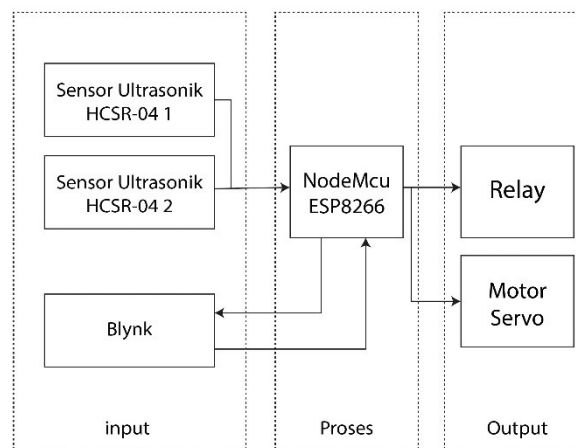 Sensor Ultrasonik
HCSR-04 1
Sensor Ultrasonik
HCSR-04 2
Blynk
input
NodeMcu
ESP8266
Proses
Relay
Motor
Servo
Output